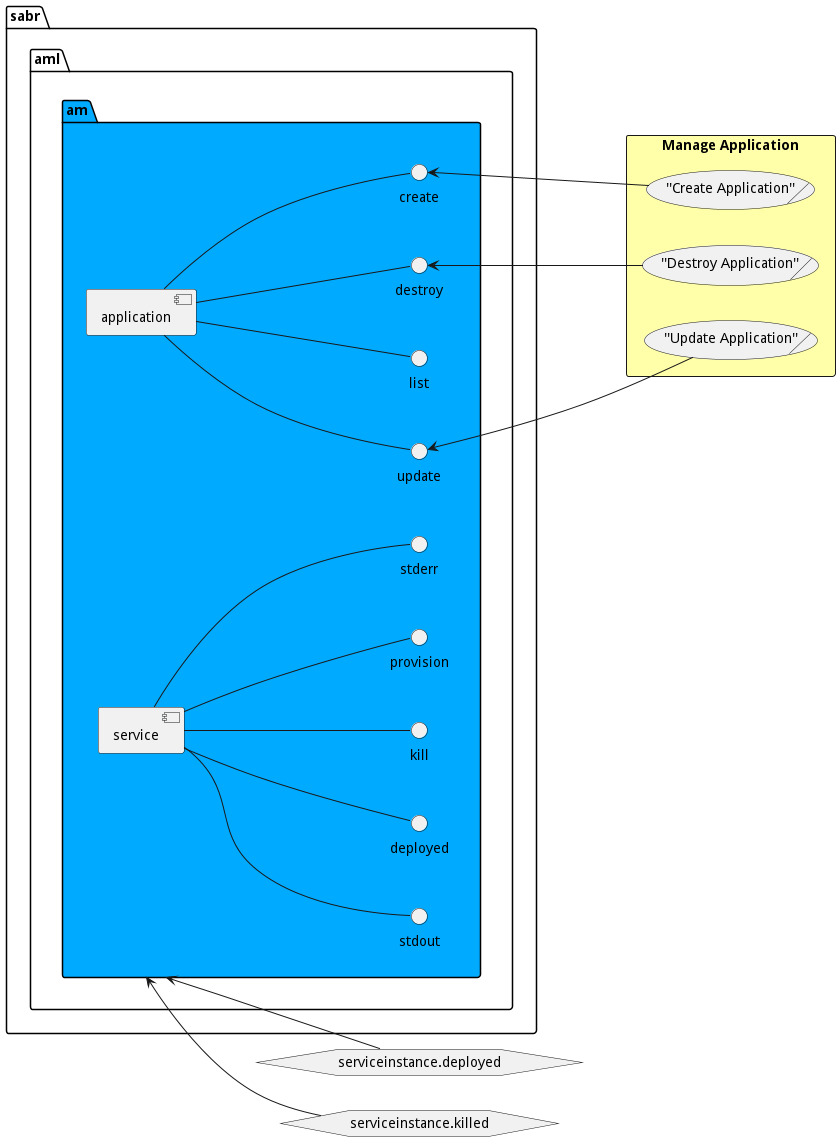 sabr
aml
am
Manage Application
"Create Application"
create
"Destroy Application"
destroy
application
"Update Application"
list
update
stderr
provision
service
kill
deployed
stdout
serviceinstance.deployed
serviceinstance.killed